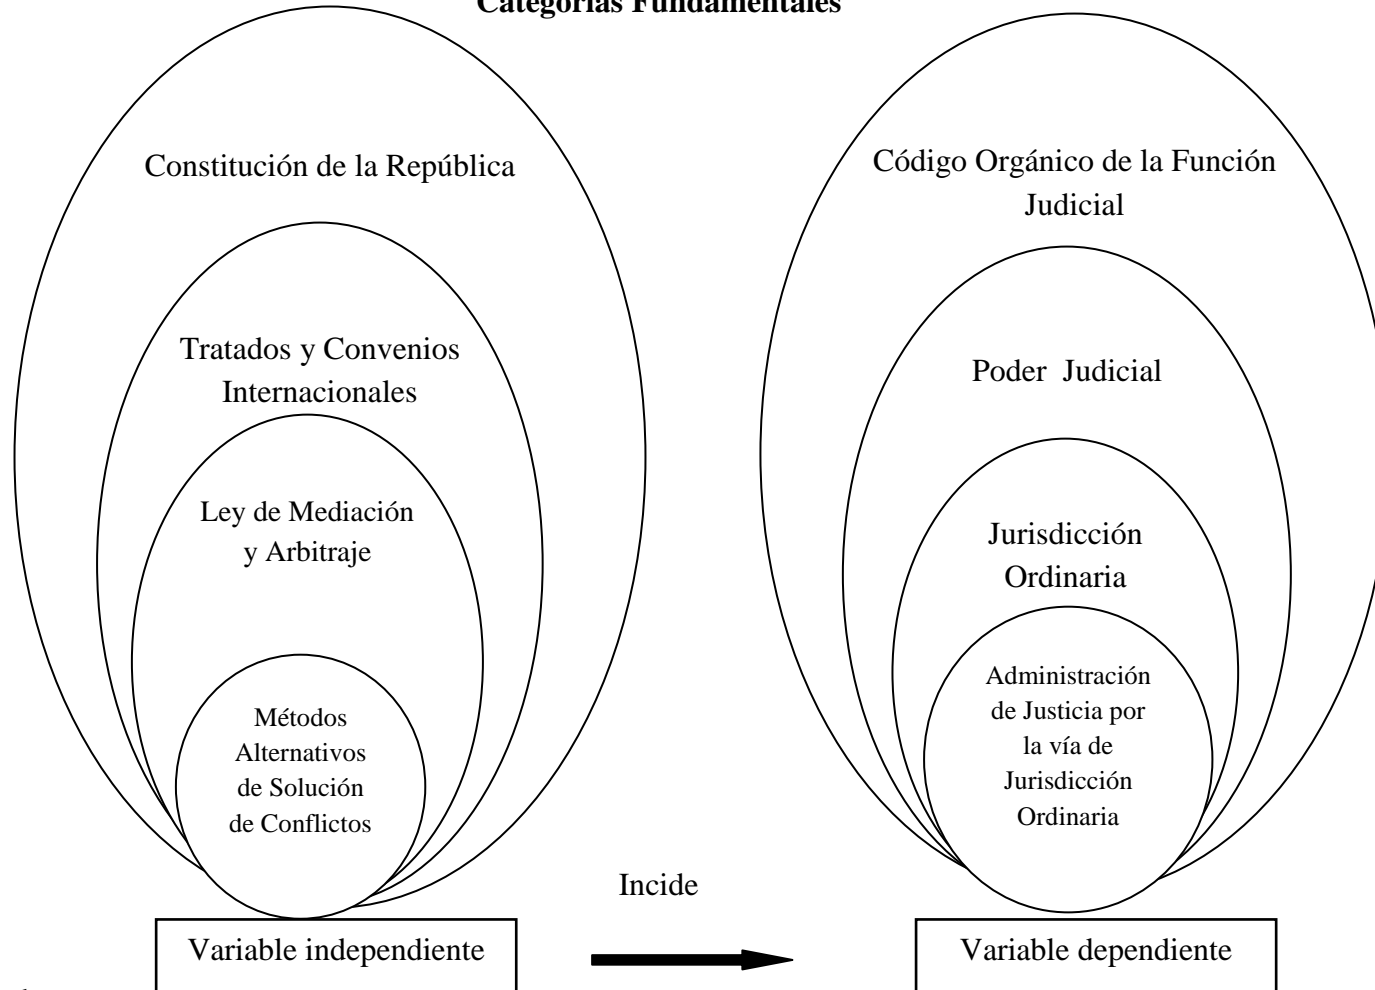 Categorías Fundamentales
Constitución de la República
Tratados y Convenios
Internacionales
Ley de Mediación
y Arbitraje
Métodos
Alternativos
de Solución
de Conflictos
Variable independiente
Incide
Código Orgánico de la Función
Judicial
Poder Judicial
Jurisdicción
Ordinaria
Administración
de Justicia por
la vía de
Jurisdicción
Ordinaria
Variable dependiente